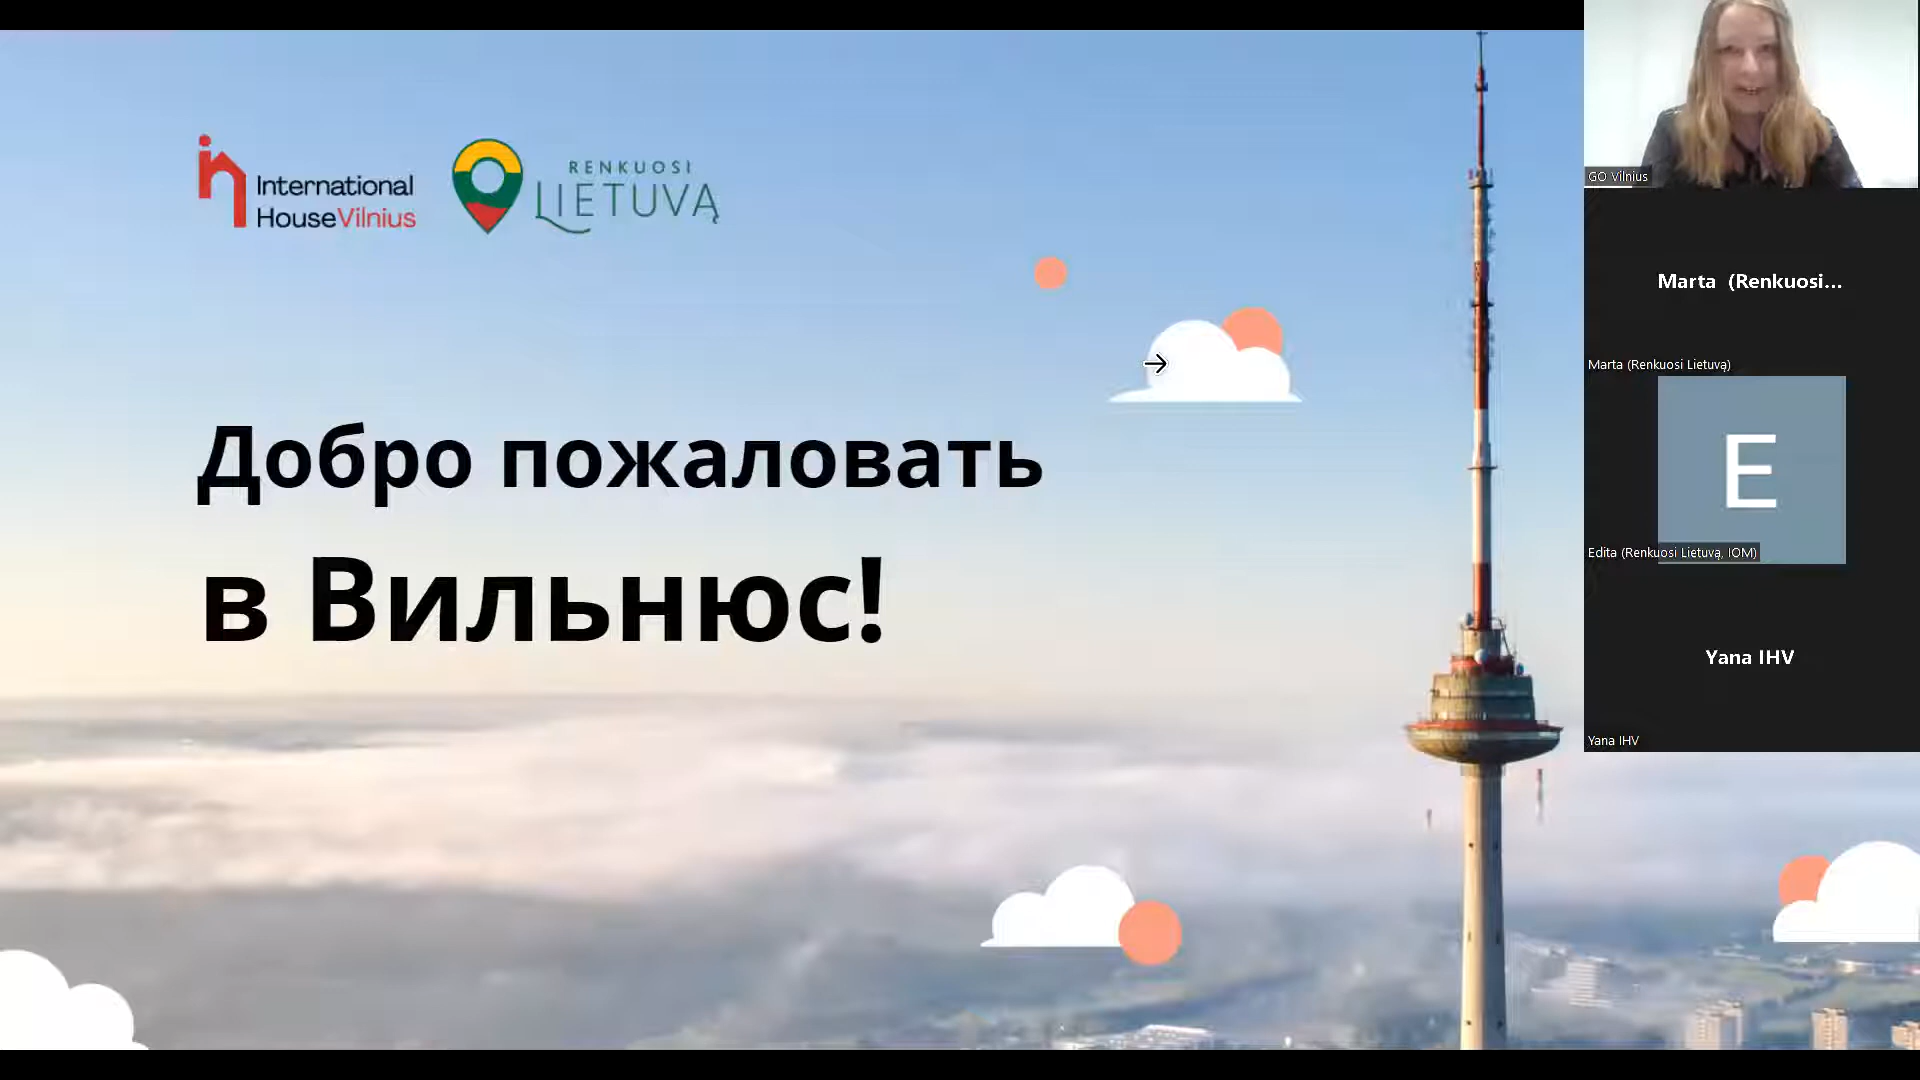 International
HouseVilnius
RENKUOSI
LIETUVĄ
Добро пожаловать
в Вильнюс!
GO Vilnius
Marta (Renkuosi...
Marta (Renkuosi Lietuvą)
E
Edita (Renkuosi Lietuvą, IOM)
Yana IHV
Yana IHV